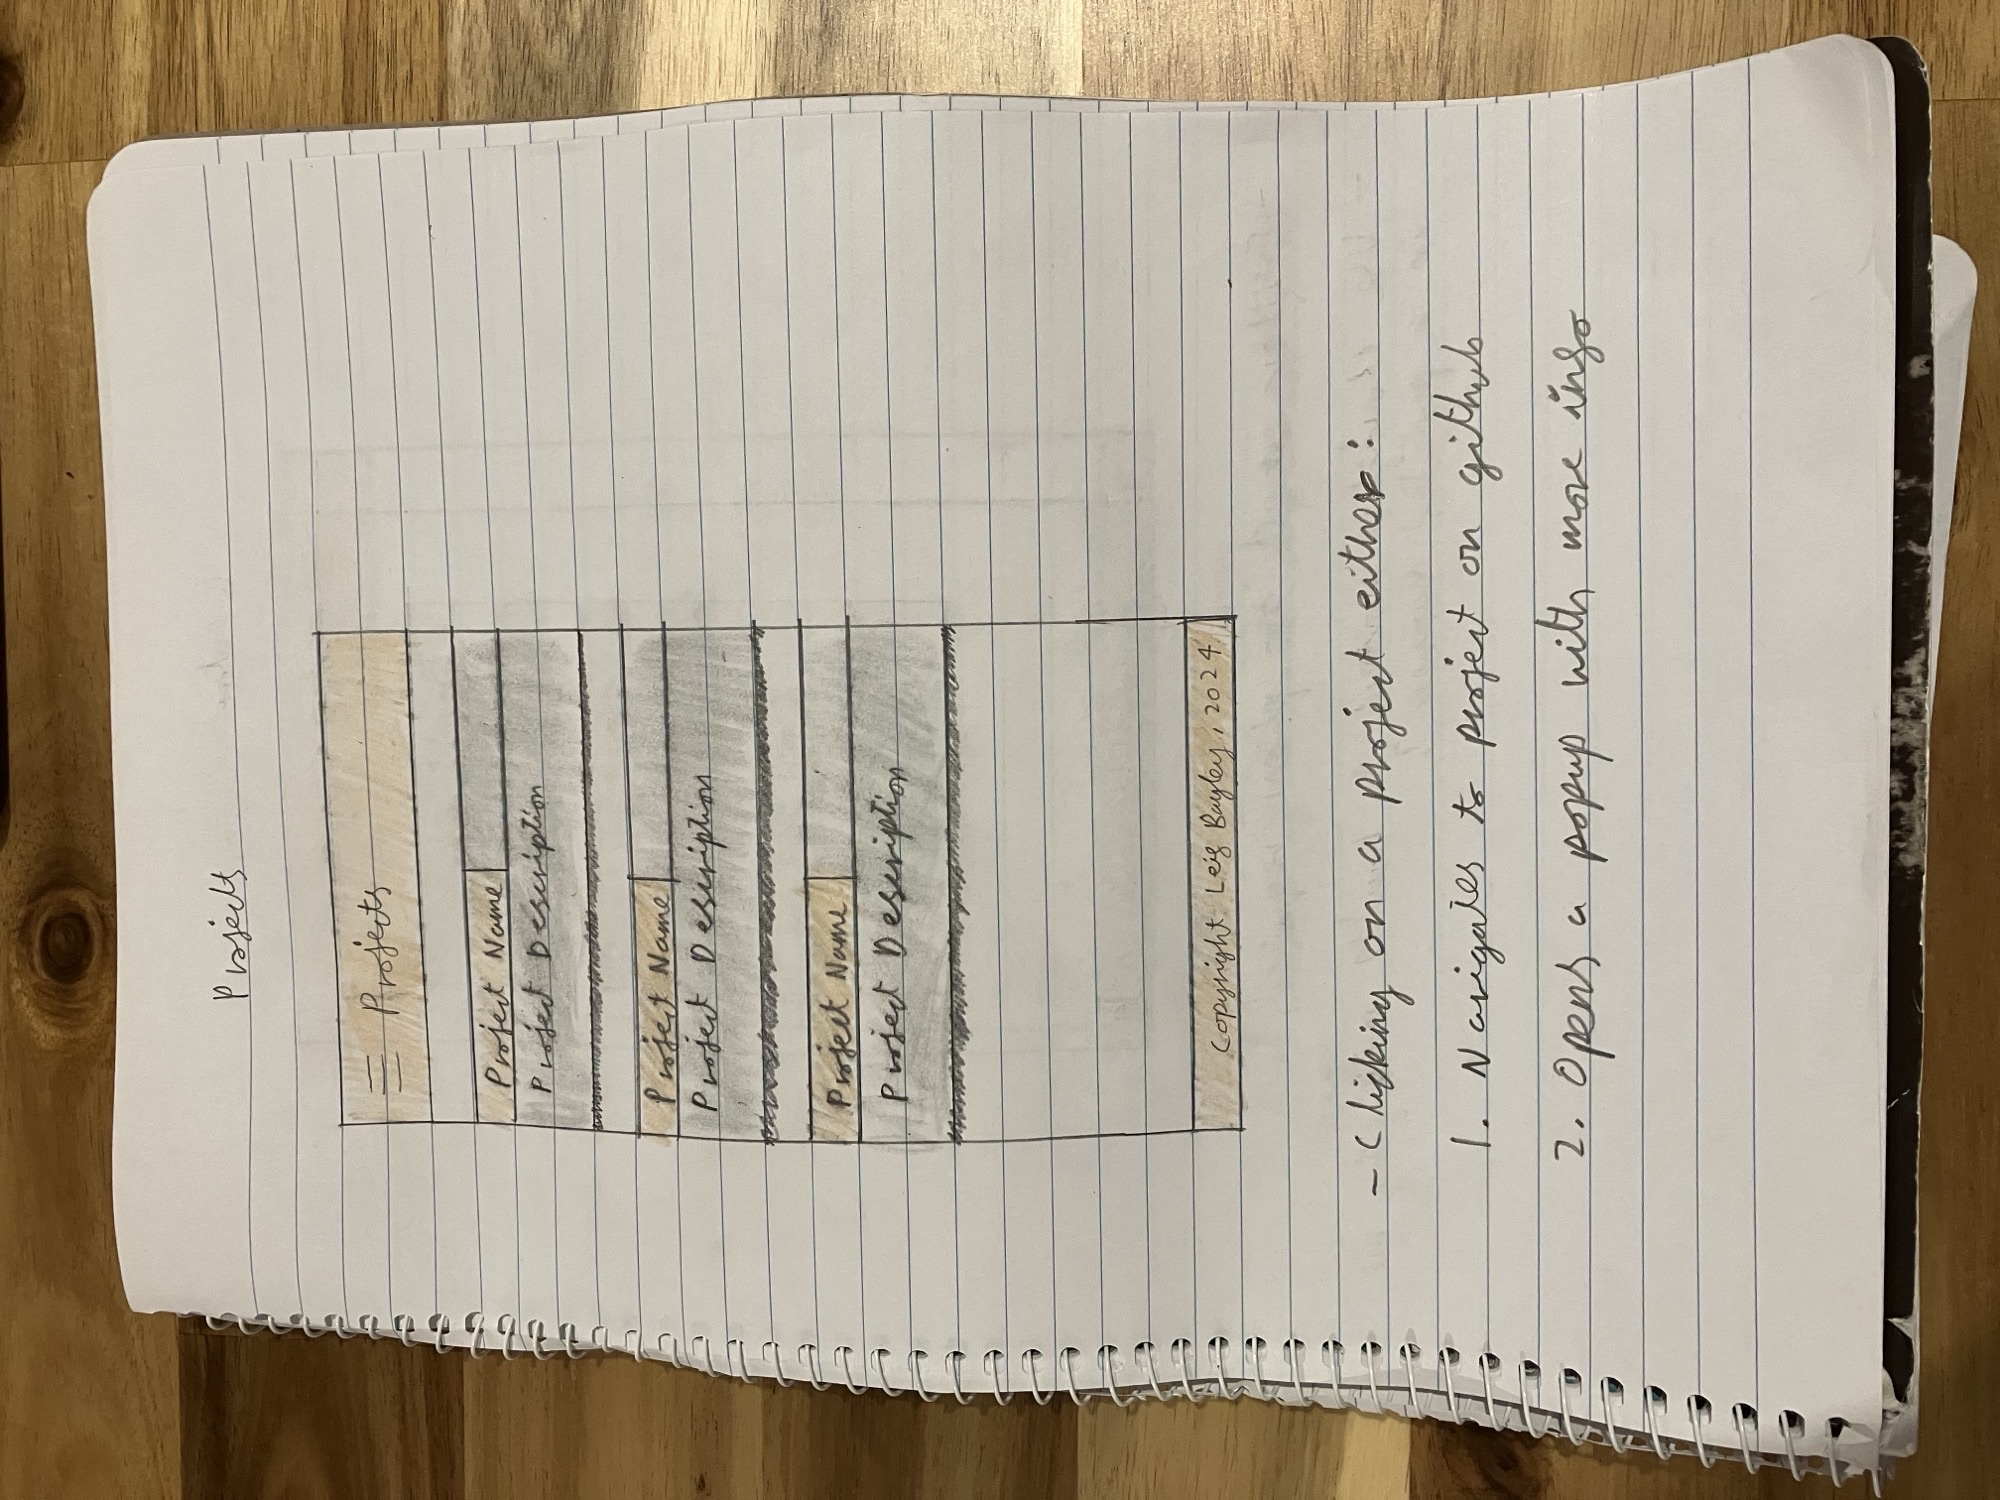 Projects
Projects
Project Name
Project Description
Project Name
Project Description
Project Name
Project Description
Copyright Leif Bayley, 2024
- Clicking on a project either:
1. Navigates to project on github
2. Opens a popup with more info